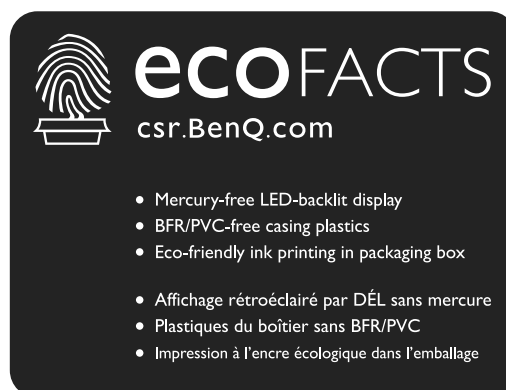 ecoFACTS
csr.BenQ.com
• Mercury-free LED-backlit display
• BFR/PVC-free casing plastics
• Eco-friendly ink printing in packaging box
• Affichage rétroéclairé par DÉL sans mercure
• Plastiques du boîtier sans BFR/PVC
• Impression à l'encre écologique dans l'emballage